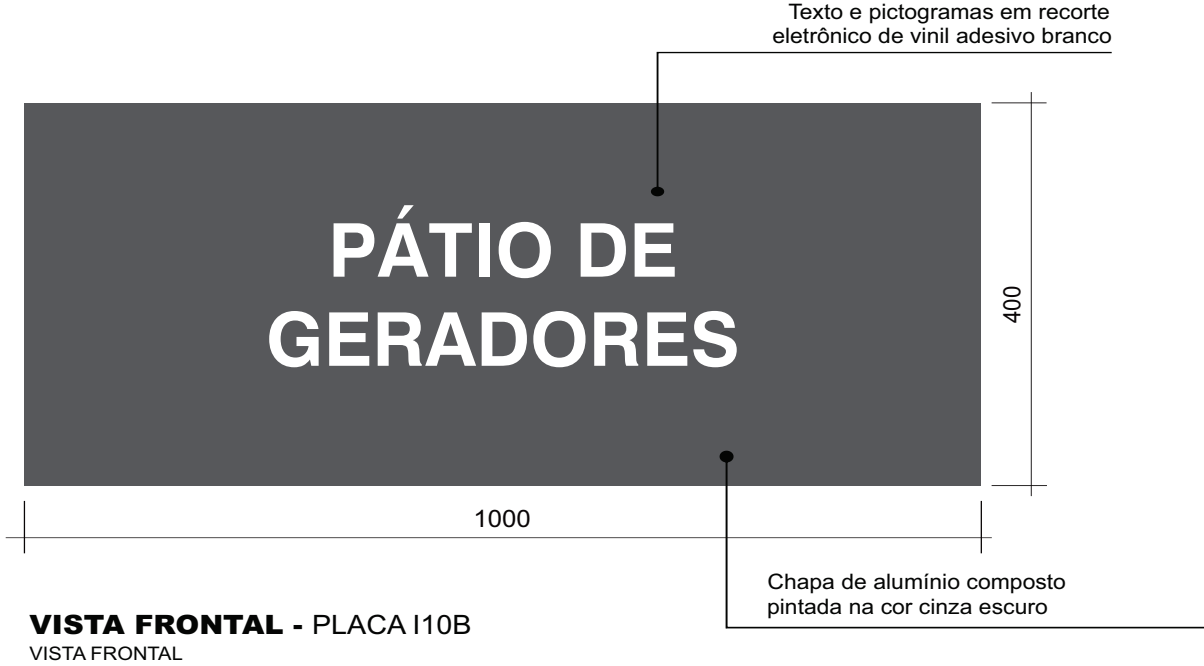 Texto e pictogramas em recorte
eletrônico de vinil adesivo branco
PÁTIO DE
GERADORES
400
1000
Chapa de alumínio composto
pintada na cor cinza escuro
VISTA FRONTAL - PLACA I10B
VISTA FRONTAL